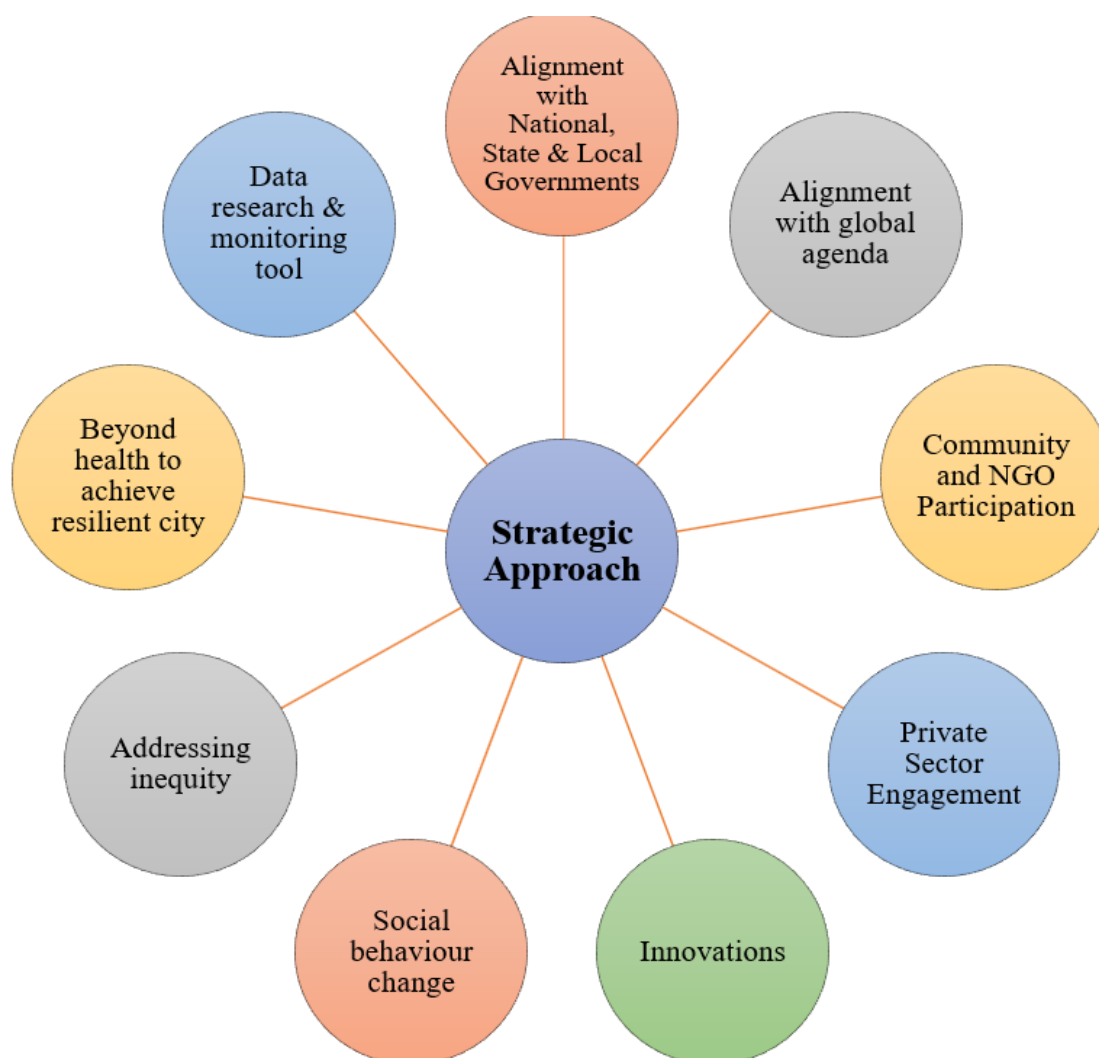 Alignment
with
National,
State & Local
Governments
Alignment
with global
agenda
Community
and NGO
Participation
Private
Sector
Engagement
Innovations
Social
behaviour
change
Addressing
inequity
Beyond
health to
achieve
resilient city
Data
research &
monitoring
tool
Strategic
Approach